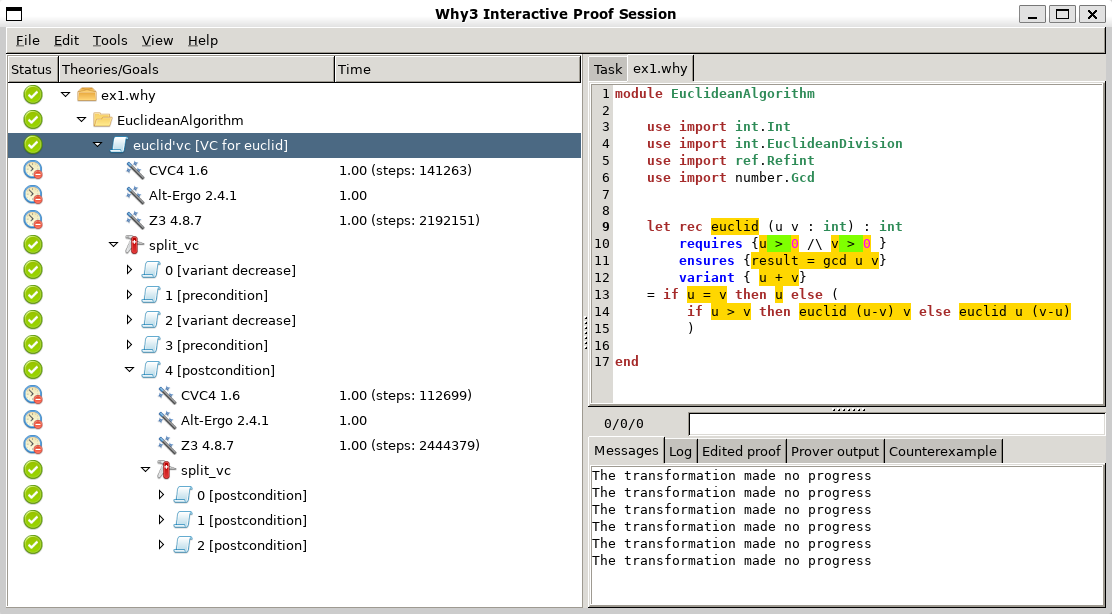 Why3 Interactive Proof Session
File Edit Tools View Help
Status Theories/Goals Time
ex1.why
EuclideanAlgorithm
euclid'vc [VC for euclid]
CVC4 1.6 1.00 (steps: 141263)
Alt-Ergo 2.4.1 1.00
Z3 4.8.7 1.00 (steps: 2192151)
split_vc
0 [variant decrease]
1 [precondition]
2 [variant decrease]
3 [precondition]
4 [postcondition]
CVC4 1.6 1.00 (steps: 112699)
Alt-Ergo 2.4.1 1.00
Z3 4.8.7 1.00 (steps: 2444379)
split_vc
0 [postcondition]
1 [postcondition]
2 [postcondition]
Task ex1.why
1 module EuclideanAlgorithm
2
3 use import int.Int
4 use import int.EuclideanDivision
5 use import ref.Refint
6 use import number.Gcd
7
8
9 let rec euclid (u v : int) : int
10 requires {u > 0 /\ v > 0 }
11 ensures {result = gcd u v}
12 variant { u + v}
13 = if u = v then u else (
14 if u > v then euclid (u-v) v else euclid u (v-u)
15 )
16
17 end
0/0/0
Messages Log Edited proof Prover output Counterexample
The transformation made no progress
The transformation made no progress
The transformation made no progress
The transformation made no progress
The transformation made no progress
The transformation made no progress